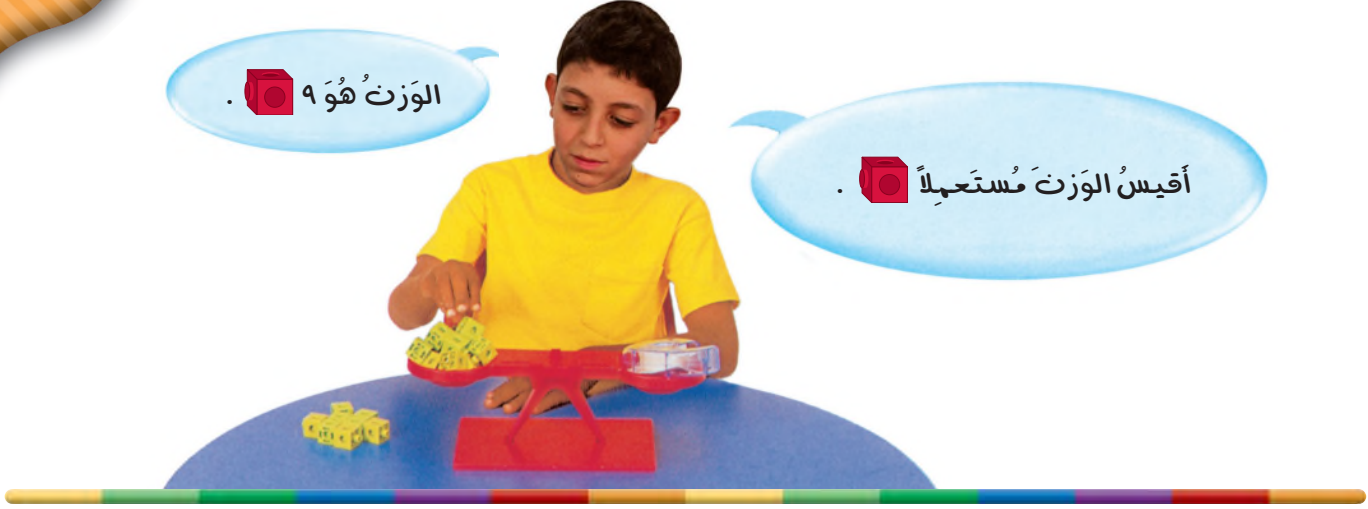 أَقيسُ الوَزنَ مُستَعمِلاً .
الوَزنُ هُوَ ٩ .